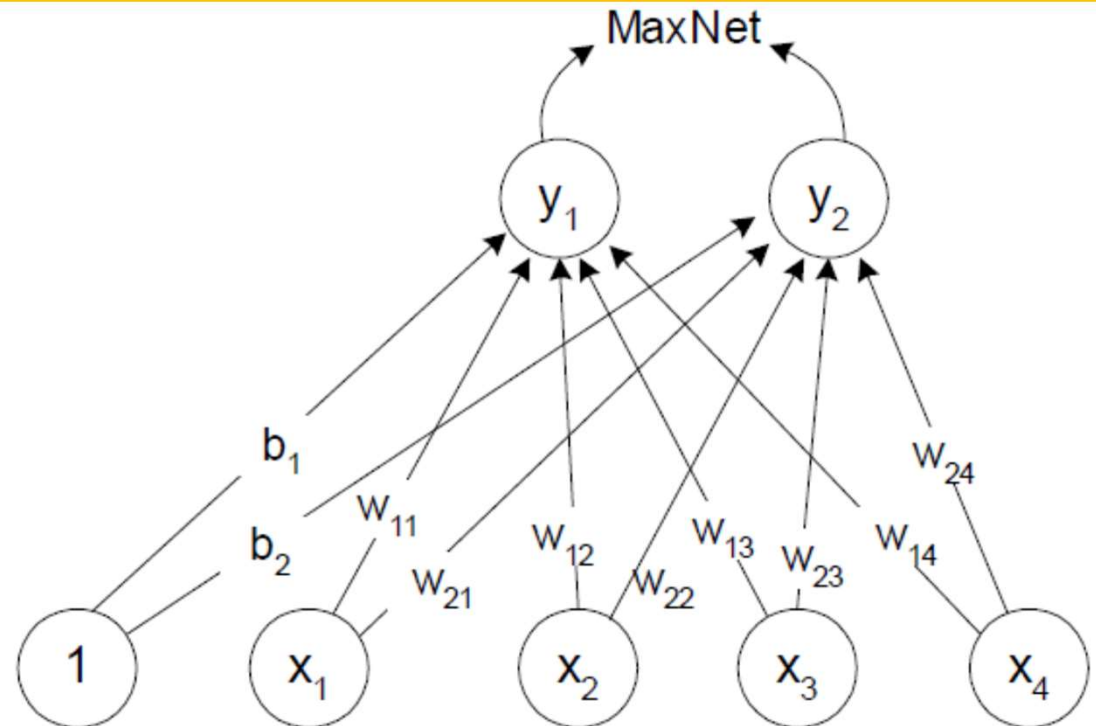 MaxNet
y₁ y₂
b₁
w₂₄
w₁₁ w₁₂ w₁₃ w₁₄
b₂ w₂₁ w₂₂ w₂₃
1 x₁ x₂ x₃ x₄